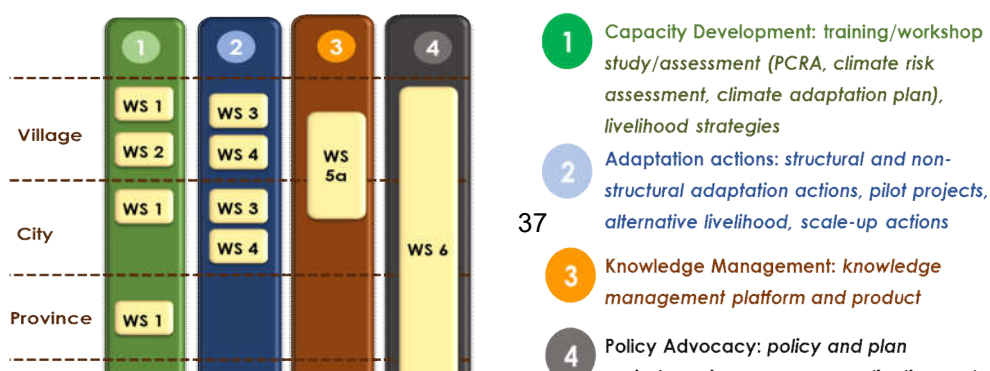 1 2 3 4
Village
WS 1
WS 2
WS 3
WS 4
WS
5a
City
WS 1
WS 3
WS 4
WS 6
Province
WS 1
1 Capacity Development: training/workshop
study/assessment (PCRA, climate risk
assessment, climate adaptation plan),
livelihood strategies
2 Adaptation actions: structural and non-
structural adaptation actions, pilot projects,
alternative livelihood, scale-up actions
37
3 Knowledge Management: knowledge
management platform and product
4 Policy Advocacy: policy and plan